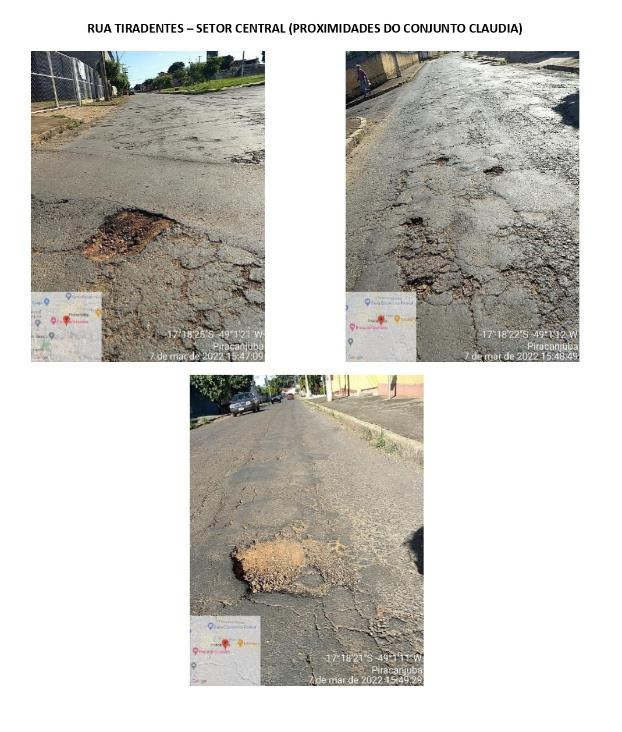 RUA TIRADENTES – SETOR CENTRAL (PROXIMIDADES DO CONJUNTO CLAUDIA)
17°18'25"S -49°1'21"W
Piracanjuba
7 de mar de 2022 15:47:09
17°18'22"S -49°1'12"W
Piracanjuba
7 de mar de 2022 15:48:49
-17°18'21"S -49°1'11"W
Piracanjuba
7 de mar de 2022 15:49:29